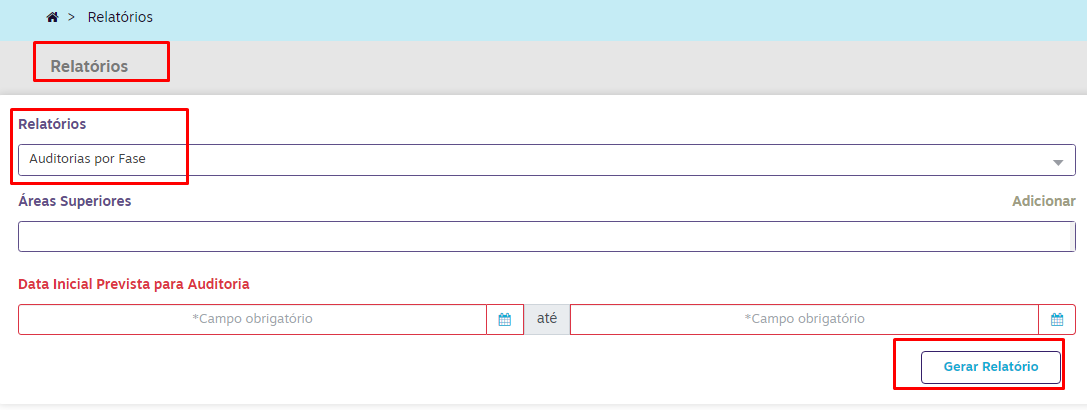 > Relatórios
Relatórios
Relatórios
Auditorias por Fase
Áreas Superiores Adicionar
Data Inicial Prevista para Auditoria
*Campo obrigatório até *Campo obrigatório
Gerar Relatório